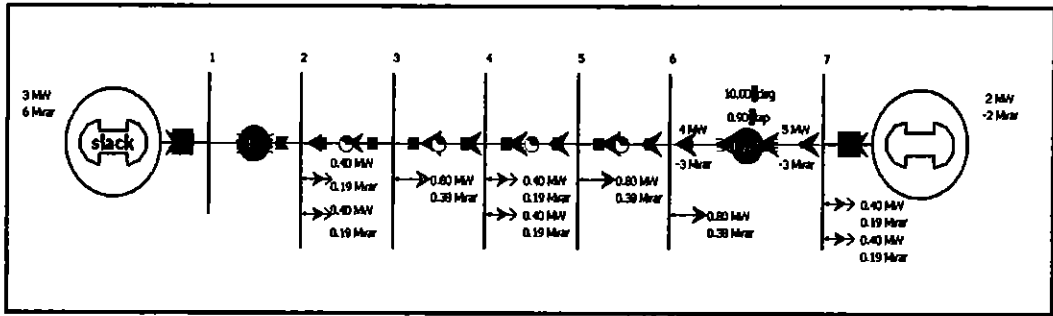 1
2
3
4
5
6
7
3 MW
6 Mvar
slack
10.00 deg
0.90 tap
4 MW
-3 Mvar
5 MW
-3 Mvar
2 MW
-2 Mvar
0.40 MW
0.19 Mvar
0.40 MW
0.19 Mvar
0.80 MW
0.38 Mvar
0.40 MW
0.19 Mvar
0.40 MW
0.19 Mvar
0.80 MW
0.38 Mvar
0.80 MW
0.38 Mvar
0.40 MW
0.19 Mvar
0.40 MW
0.19 Mvar